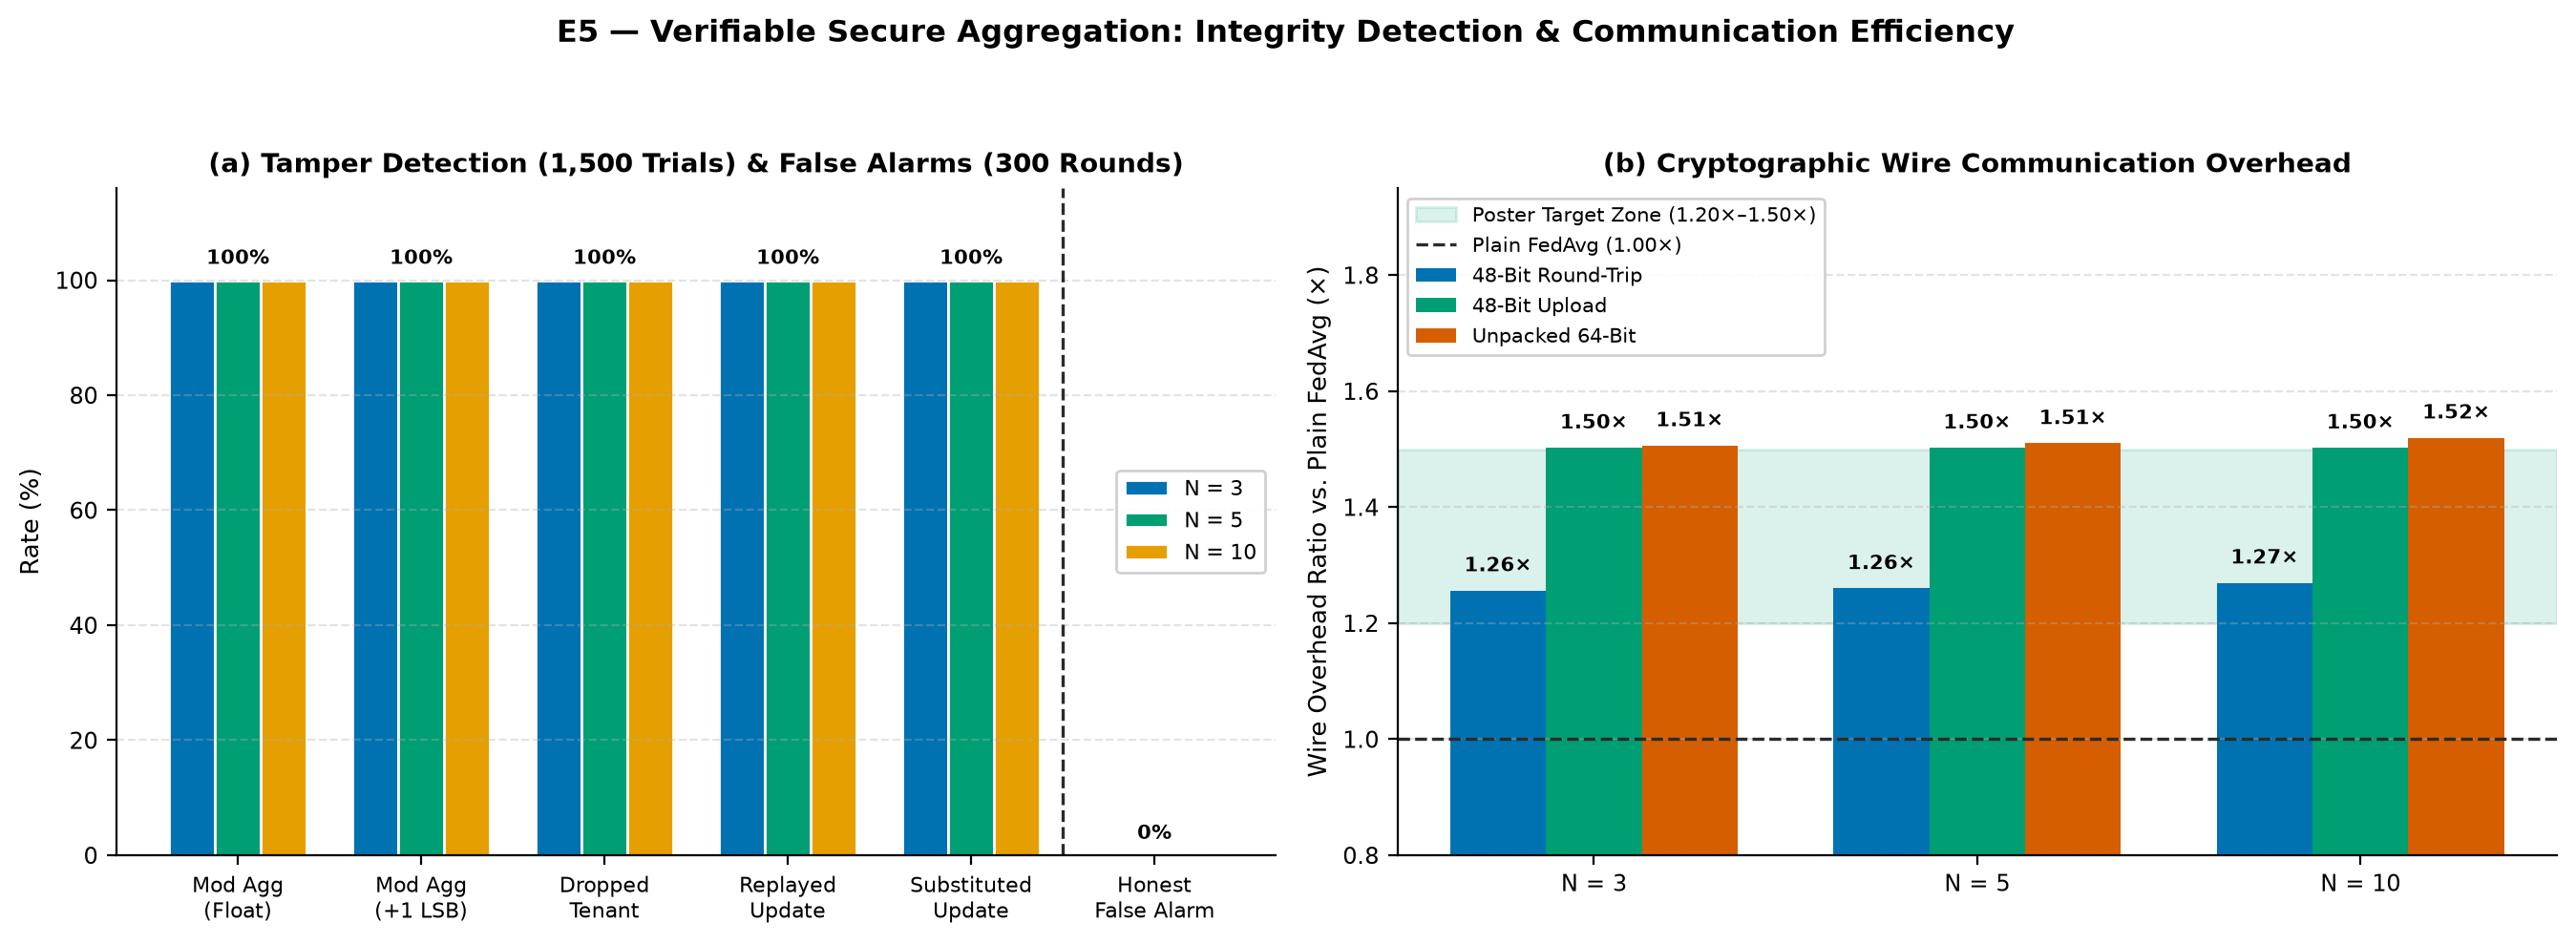 E5 — Verifiable Secure Aggregation: Integrity Detection & Communication Efficiency
(a) Tamper Detection (1,500 Trials) & False Alarms (300 Rounds)
Rate (%)
100
80
60
40
20
0
100%
100%
100%
100%
100%
0%
N = 3
N = 5
N = 10
Mod Agg
(Float)
Mod Agg
(+1 LSB)
Dropped
Tenant
Replayed
Update
Substituted
Update
Honest
False Alarm
(b) Cryptographic Wire Communication Overhead
Wire Overhead Ratio vs. Plain FedAvg (×)
1.8
1.6
1.4
1.2
1.0
0.8
Poster Target Zone (1.20×–1.50×)
Plain FedAvg (1.00×)
48-Bit Round-Trip
48-Bit Upload
Unpacked 64-Bit
1.26×
1.50×
1.51×
1.26×
1.50×
1.51×
1.27×
1.50×
1.52×
N = 3
N = 5
N = 10